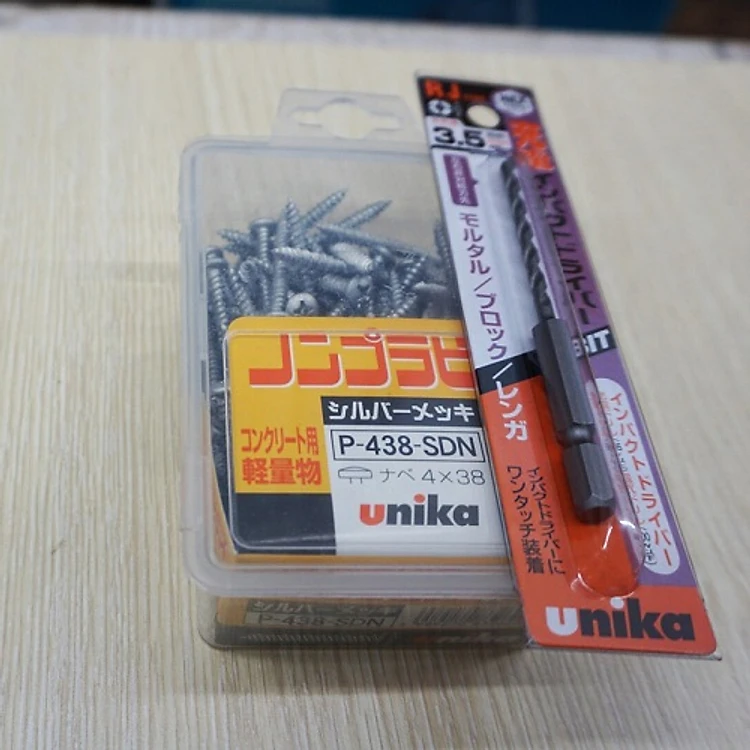 ノンプラビ
シルバーメッキ
コンクリート用
軽量物
P-438-SDN
ナベ 4×38
unika
シルバーメッキ
P-438-SDN
unika
RJ
3.5
インパクトドライバー
BIT
モルタル/ブロック/レンガ
インパクトドライバー
インパクトドライバーに
ワンタッチ装着
unika